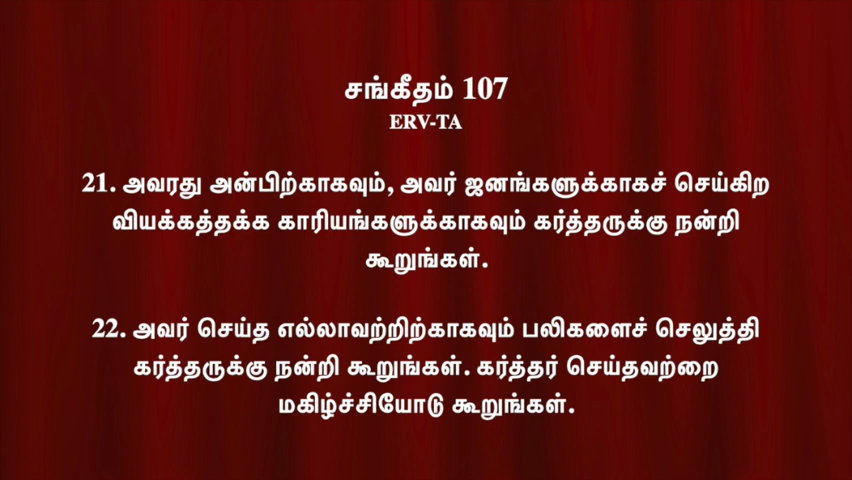 சங்கீதம் 107
ERV-TA
21. அவரது அன்பிற்காகவும், அவர் ஜனங்களுக்காகச் செய்கிற
வியக்கத்தக்க காரியங்களுக்காகவும் கர்த்தருக்கு நன்றி
கூறுங்கள்.
22. அவர் செய்த எல்லாவற்றிற்காகவும் பலிகளைச் செலுத்தி
கர்த்தருக்கு நன்றி கூறுங்கள். கர்த்தர் செய்தவற்றை
மகிழ்ச்சியோடு கூறுங்கள்.